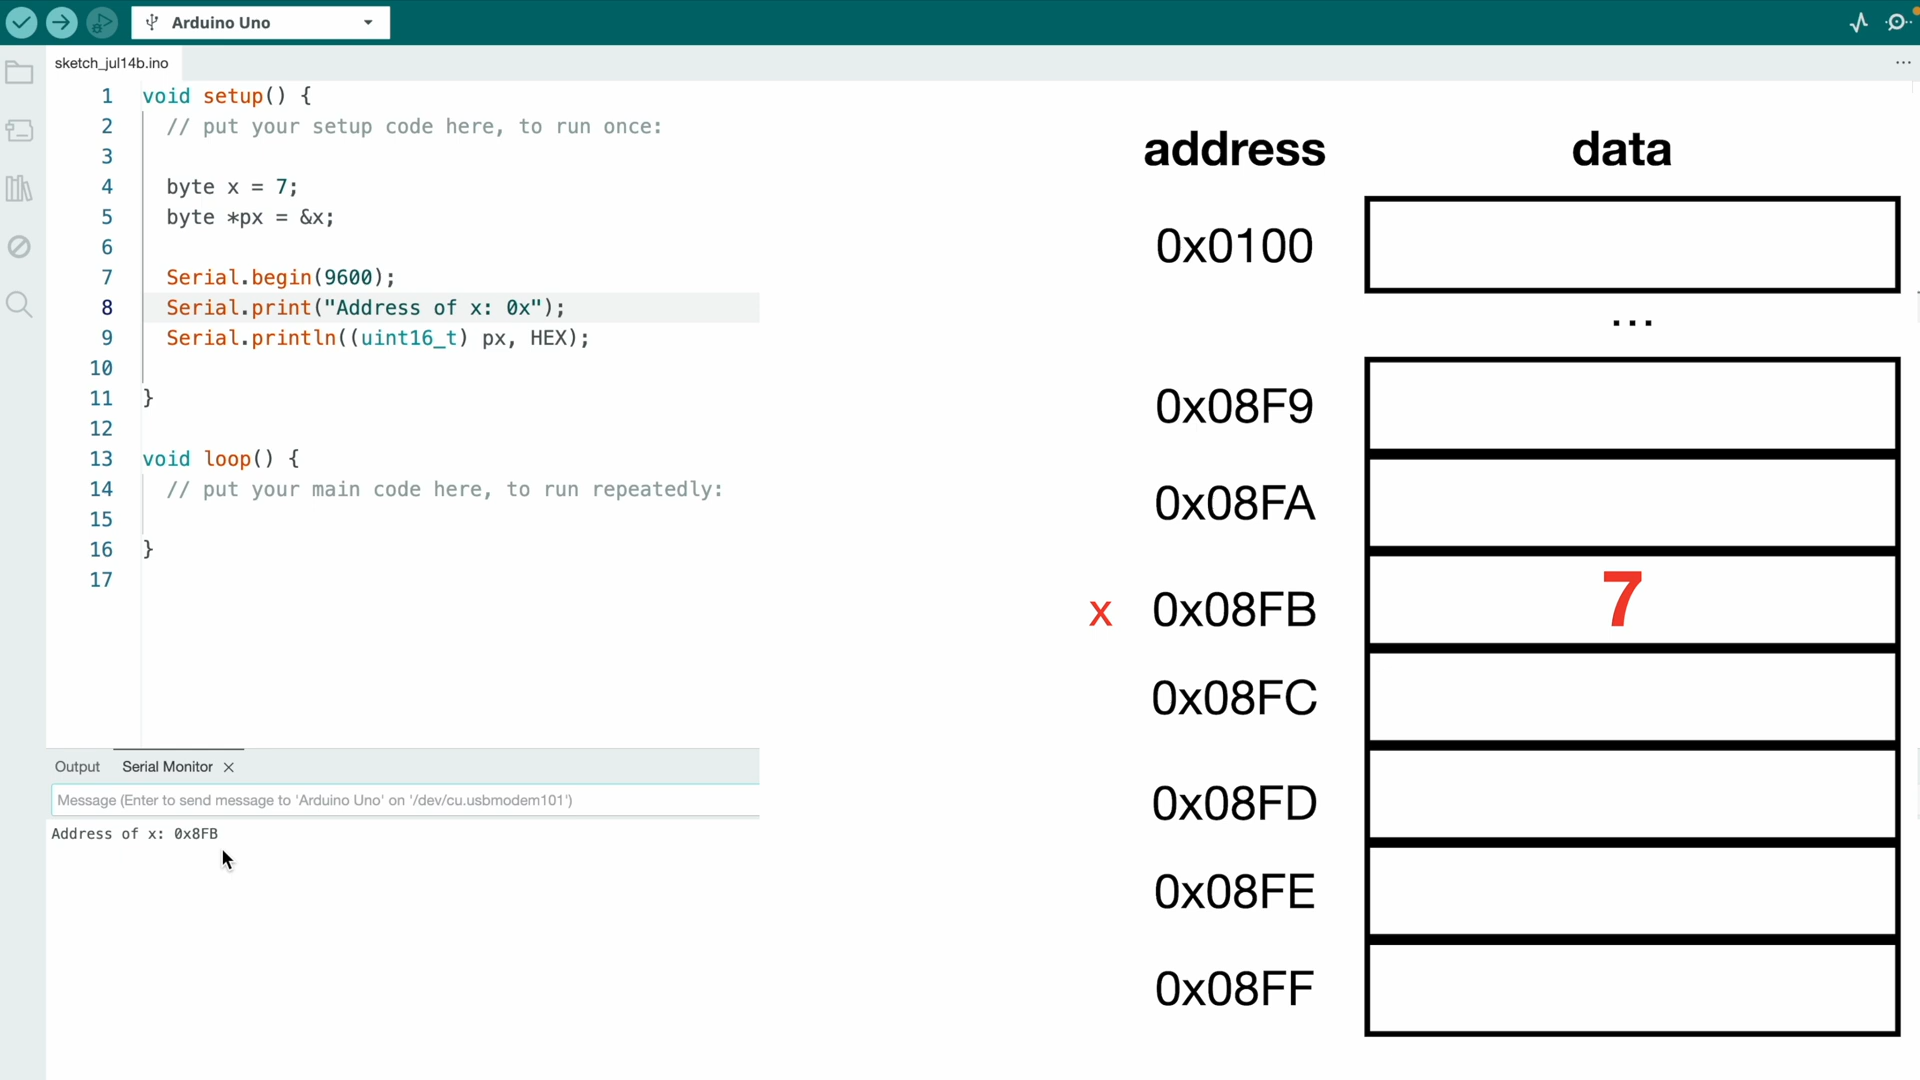 Arduino Uno
sketch_jul14b.ino
...
1 void setup() {
2 // put your setup code here, to run once:
3
4 byte x = 7;
5 byte *px = &x;
6
7 Serial.begin(9600);
8 Serial.print("Address of x: 0x");
9 Serial.println((uint16_t) px, HEX);
10
11 }
12
13 void loop() {
14 // put your main code here, to run repeatedly:
15
16 }
17
Output Serial Monitor
Message (Enter to send message to 'Arduino Uno' on '/dev/cu.usbmodem101')
Address of x: 0x8FB
address data
0x0100
...
0x08F9
0x08FA
x 0x08FB 7
0x08FC
0x08FD
0x08FE
0x08FF